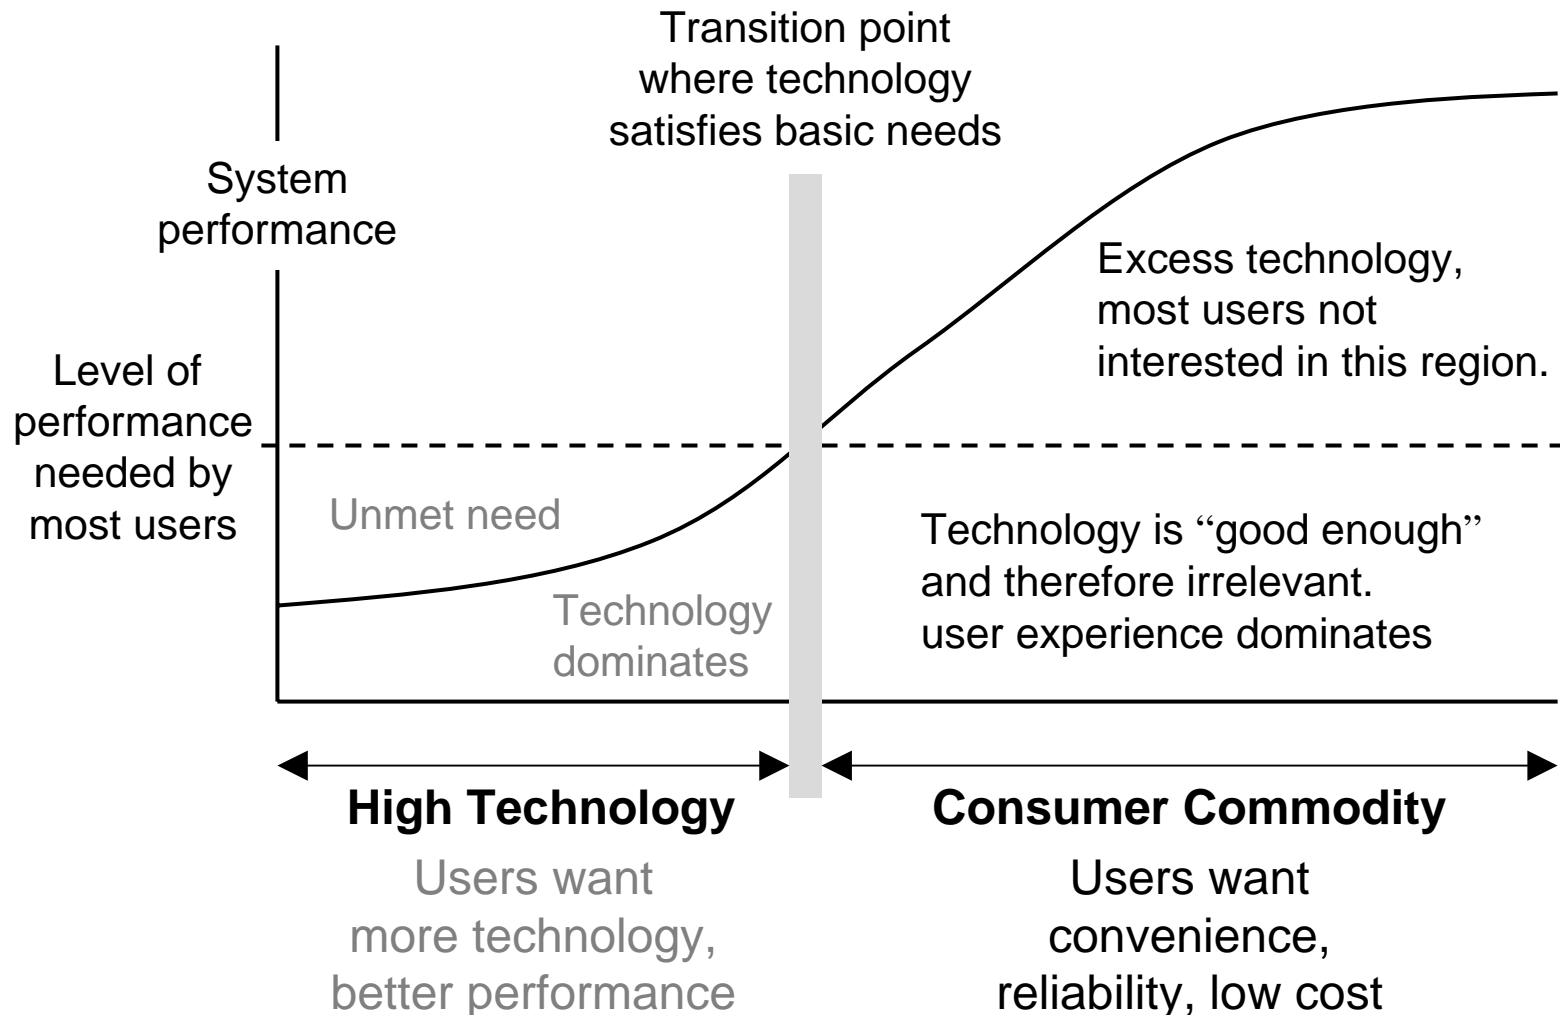 Transition point
where technology
satisfies basic needs
System
performance
Excess technology,
most users not
interested in this region.
Level of
performance
needed by
most users
Unmet need
Technology is “good en”ough”
and therefore irrelevant.
user experience dominates
Technology
dominates
High Technology
Users want
more technology,
better performance
Consumer Commodity
Users want
convenience,
reliability, low cost